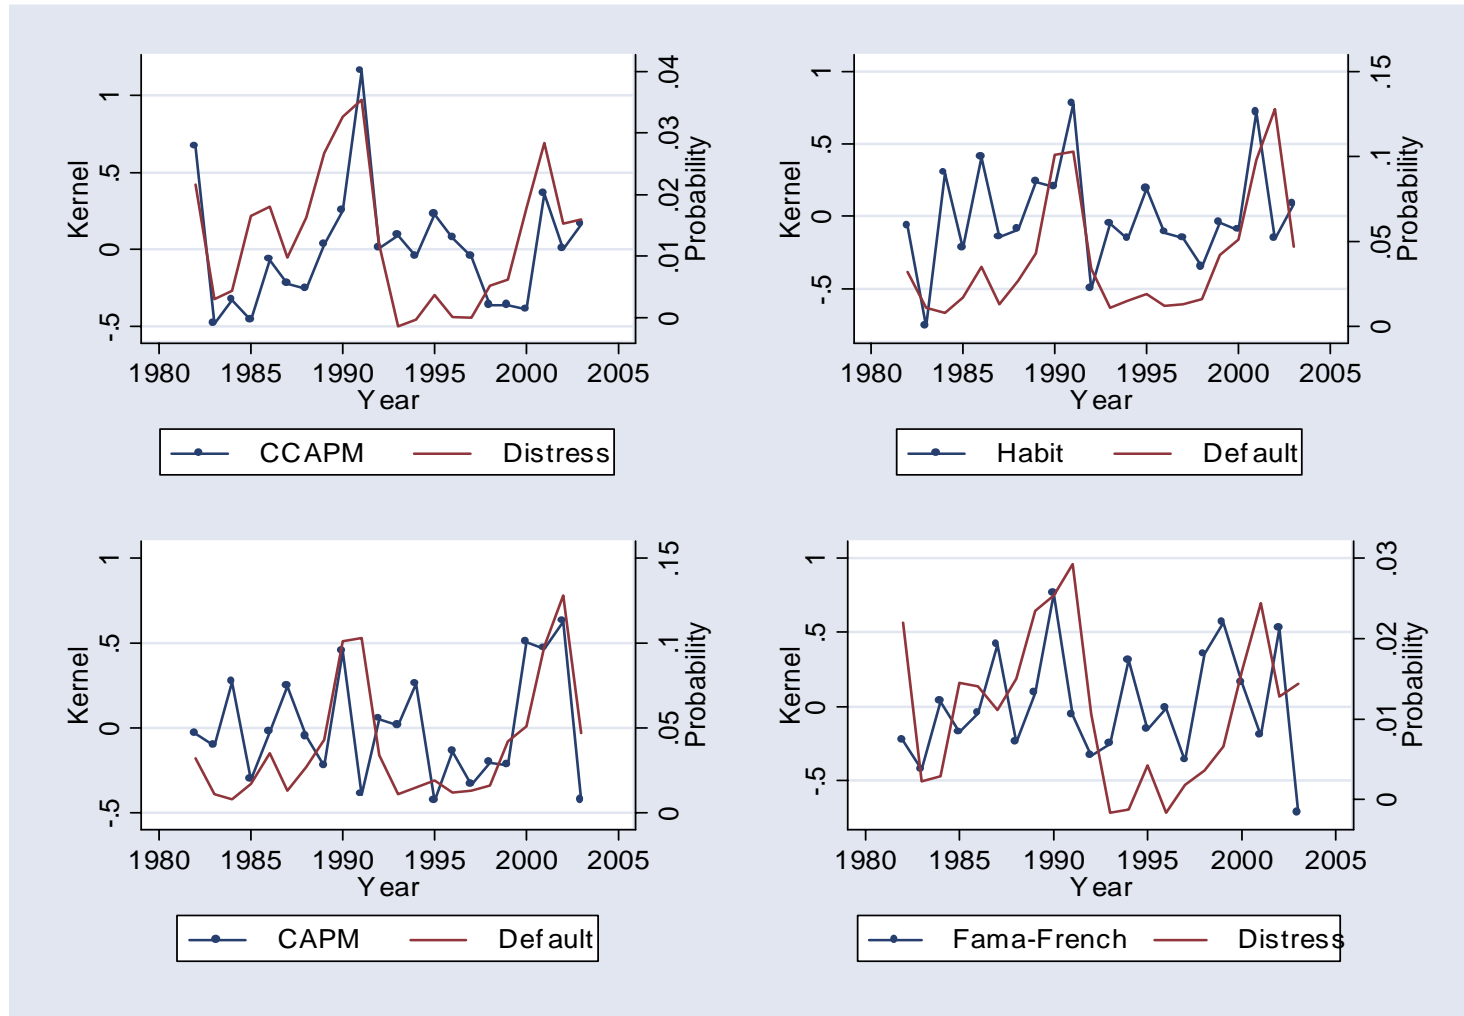 Kernel
-.5 0 .5 1
Probability
0 .01 .02 .03 .04
1980 1985 1990 1995 2000 2005
Year
CCAPM Distress
Kernel
-.5 0 .5 1
Probability
0 .05 .1 .15
1980 1985 1990 1995 2000 2005
Year
Habit Default
Kernel
-.5 0 .5 1
Probability
0 .05 .1 .15
1980 1985 1990 1995 2000 2005
Year
CAPM Default
Kernel
-.5 0 .5 1
Probability
0 .01 .02 .03
1980 1985 1990 1995 2000 2005
Year
Fama-French Distress